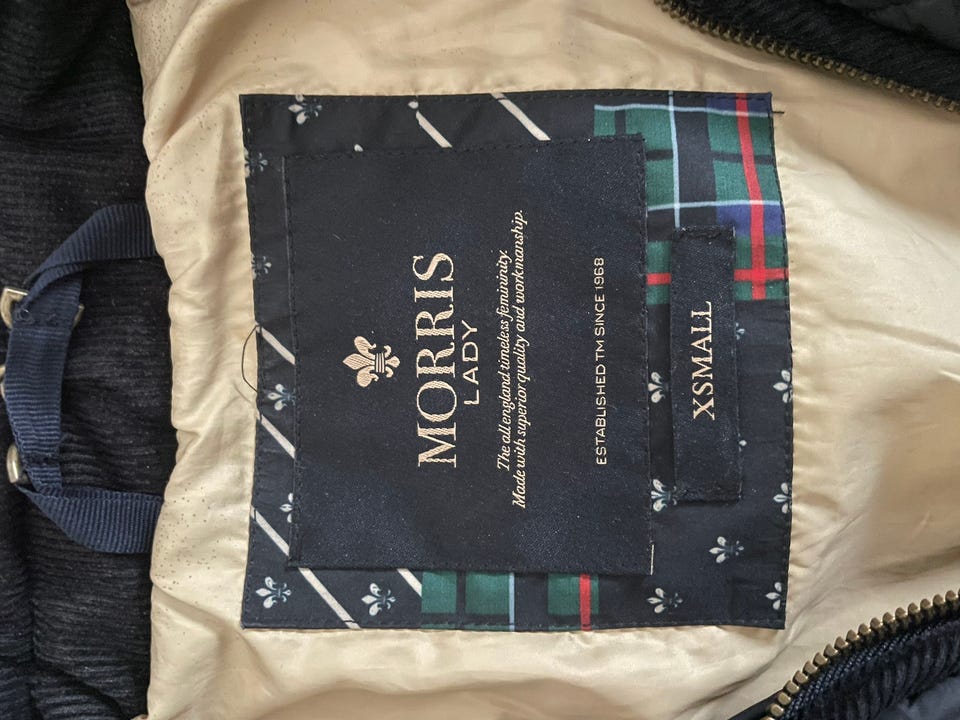 MORRIS
LADY
The all england timeless femininity.
Made with superior quality and workmanship.
ESTABLISHED TM SINCE 1968
XSMALL